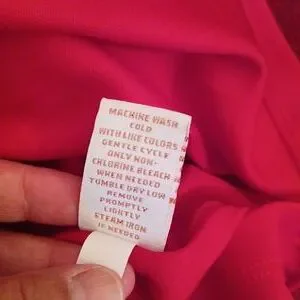 MACHINE WASH
COLD
WITH LIKE COLORS
GENTLE CYCLE
ONLY NON-
CHLORINE BLEACH
WHEN NEEDED
TUMBLE DRY LOW
REMOVE
PROMPTLY
LIGHTLY
STEAM IRON
IF NEEDED